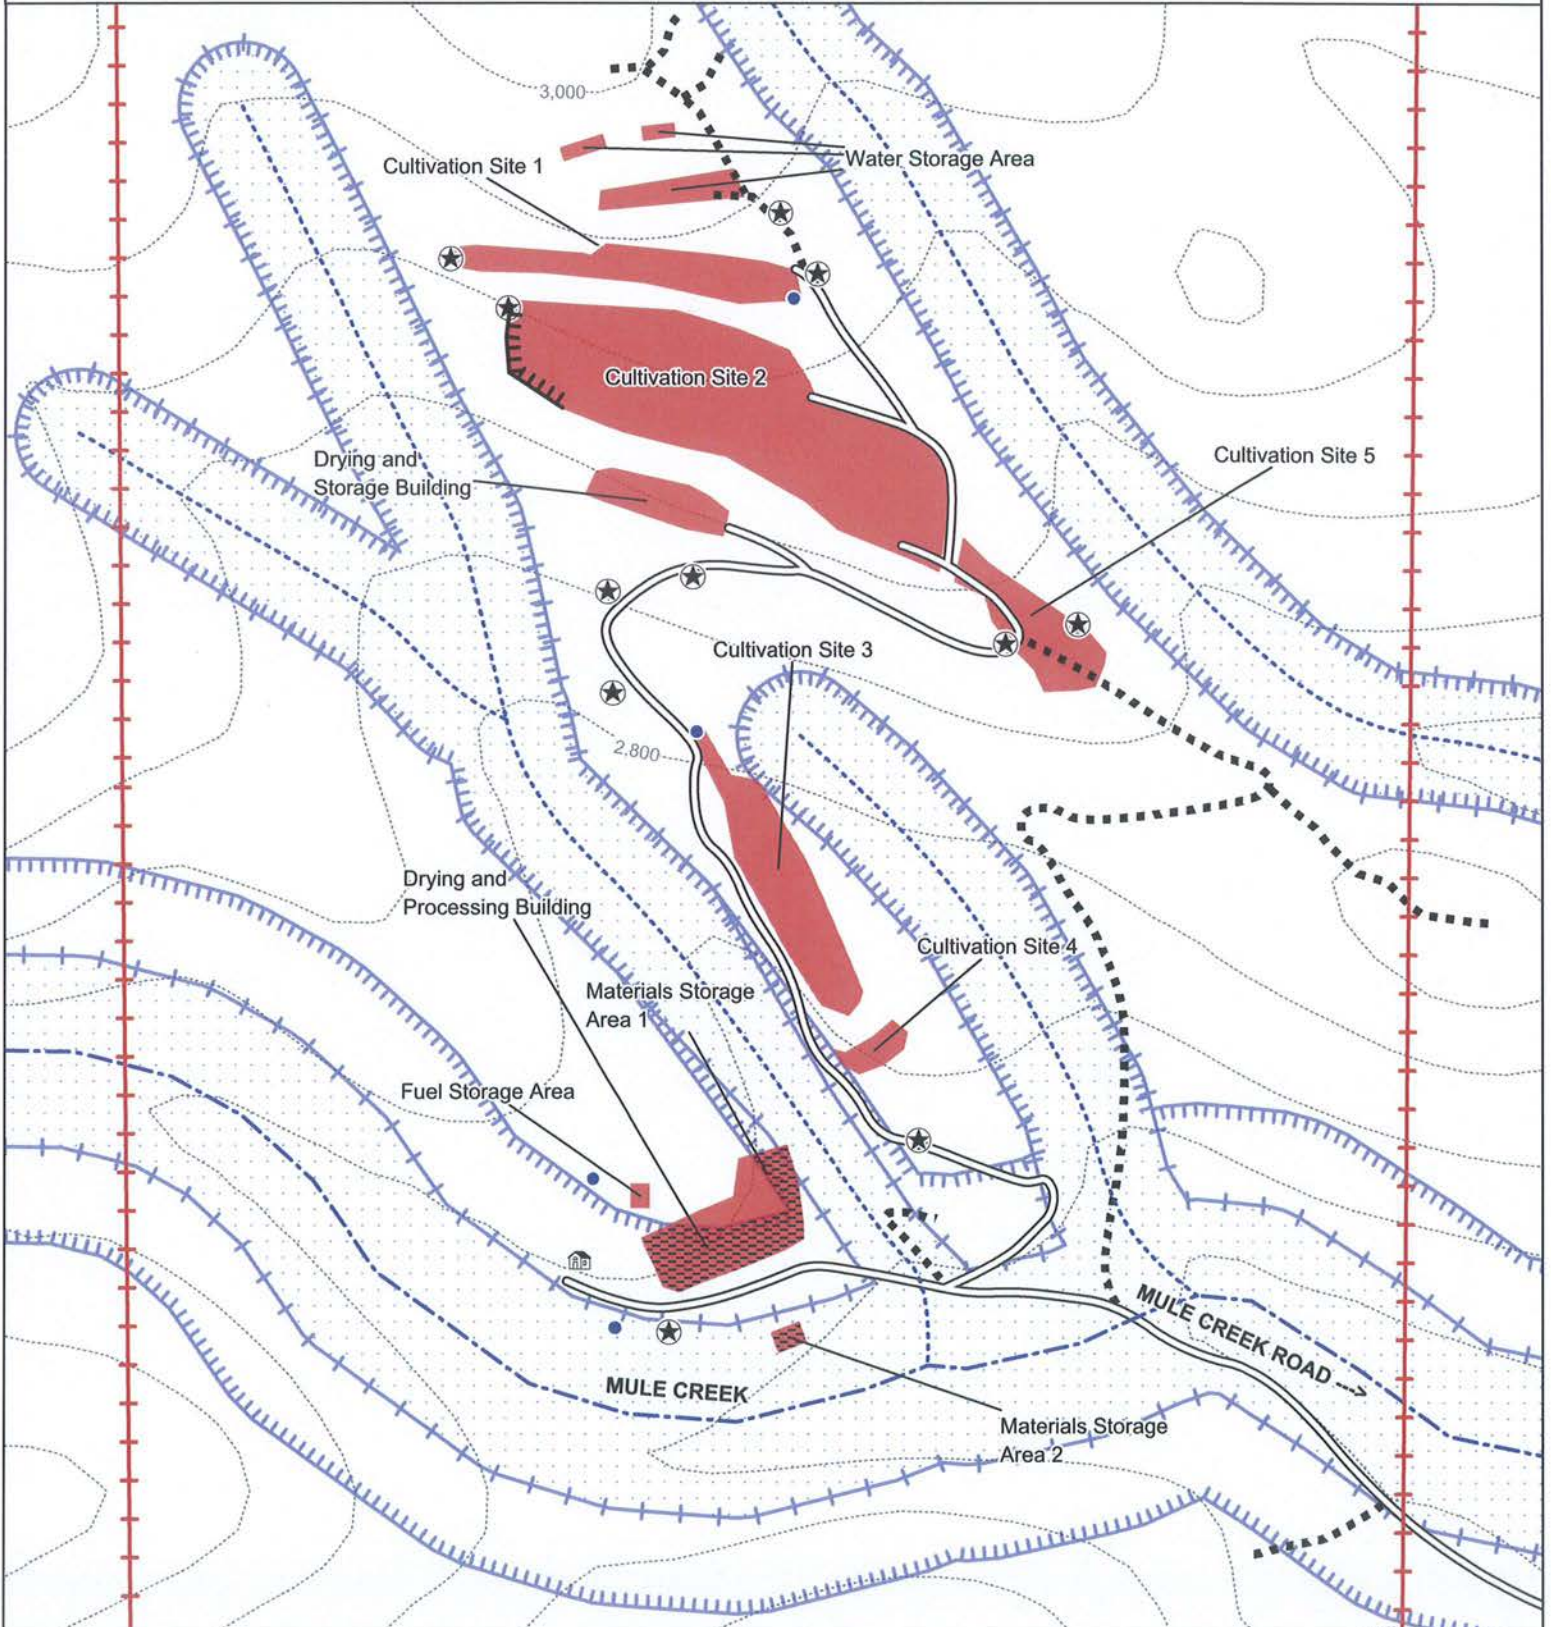 3,000
Water Storage Area
Cultivation Site 1
Cultivation Site 2
Cultivation Site 5
Drying and
Storage Building
Cultivation Site 3
2,800
Drying and
Processing Building
Cultivation Site 4
Materials Storage
Area 1
Fuel Storage Area
MULE CREEK ROAD --->
MULE CREEK
Materials Storage
Area 2